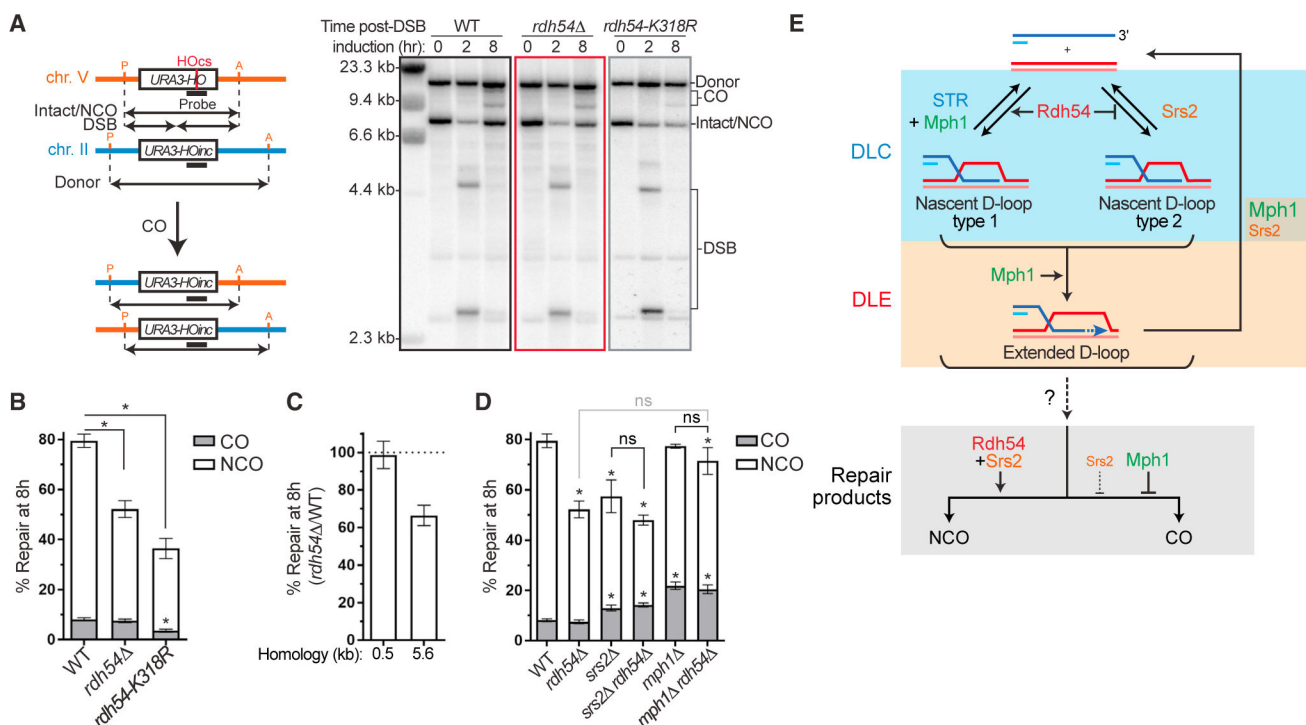 A
HOcs
P
A
chr. V
URA3-HO
Probe
Intact/NCO
DSB
P
A
chr. II
URA3-HOinc
Donor
CO
P
A
URA3-HOinc
P
A
URA3-HOinc
Time post-DSB
induction (hr):
WT
rdh54Δ
rdh54-K318R
0 2 8 0 2 8 0 2 8
23.3 kb
9.4 kb
6.6 kb
4.4 kb
2.3 kb
Donor
CO
Intact/NCO
DSB
B
% Repair at 8h
100
80
60
40
20
0
*
*
*
CO
NCO
WT
rdh54Δ
rdh54-K318R
C
% Repair at 8h
(rdh54Δ/WT)
100
80
60
40
20
0
Homology (kb): 0.5 5.6
D
% Repair at 8h
100
80
60
40
20
0
ns
ns
ns
* * * *
* * * *
CO
NCO
WT
rdh54Δ
srs2Δ
srs2Δ rdh54Δ
mph1Δ
mph1Δ rdh54Δ
E
3'
+
STR
+ Mph1
Rdh54
Srs2
DLC
Nascent D-loop
type 1
Nascent D-loop
type 2
Mph1
Srs2
Mph1
DLE
Extended D-loop
?
Repair
products
Rdh54
+Srs2
Srs2
Mph1
NCO
CO